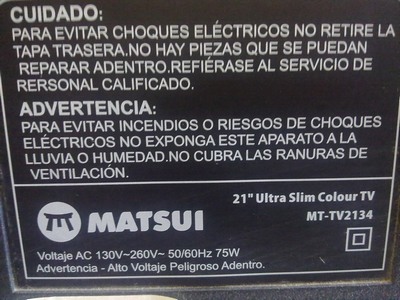 CUIDADO:
PARA EVITAR CHOQUES ELÉCTRICOS NO RETIRE LA
TAPA TRASERA.NO HAY PIEZAS QUE SE PUEDAN
REPARAR ADENTRO.REFIÉRASE AL SERVICIO DE
RERSONAL CALIFICADO.
ADVERTENCIA:
PARA EVITAR INCENDIOS O RIESGOS DE CHOQUES
ELÉCTRICOS NO EXPONGA ESTE APARATO A LA
LLUVIA O HUMEDAD.NO CUBRA LAS RANURAS DE
VENTILACIÓN.
MATSUI
21" Ultra Slim Colour TV
MT-TV2134
Voltaje AC 130V~260V~ 50/60Hz 75W
Advertencia - Alto Voltaje Peligroso Adentro.